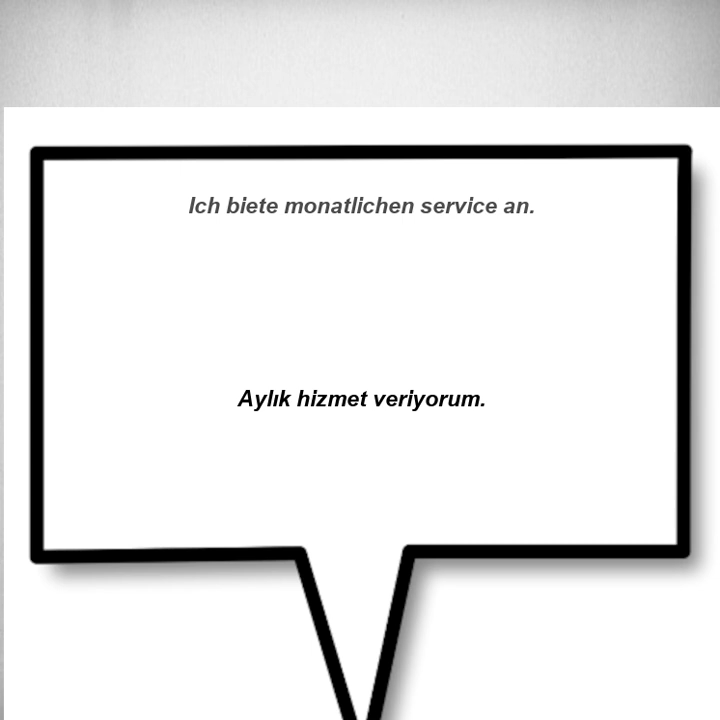 Ich biete monatlichen service an.
Aylık hizmet veriyorum.